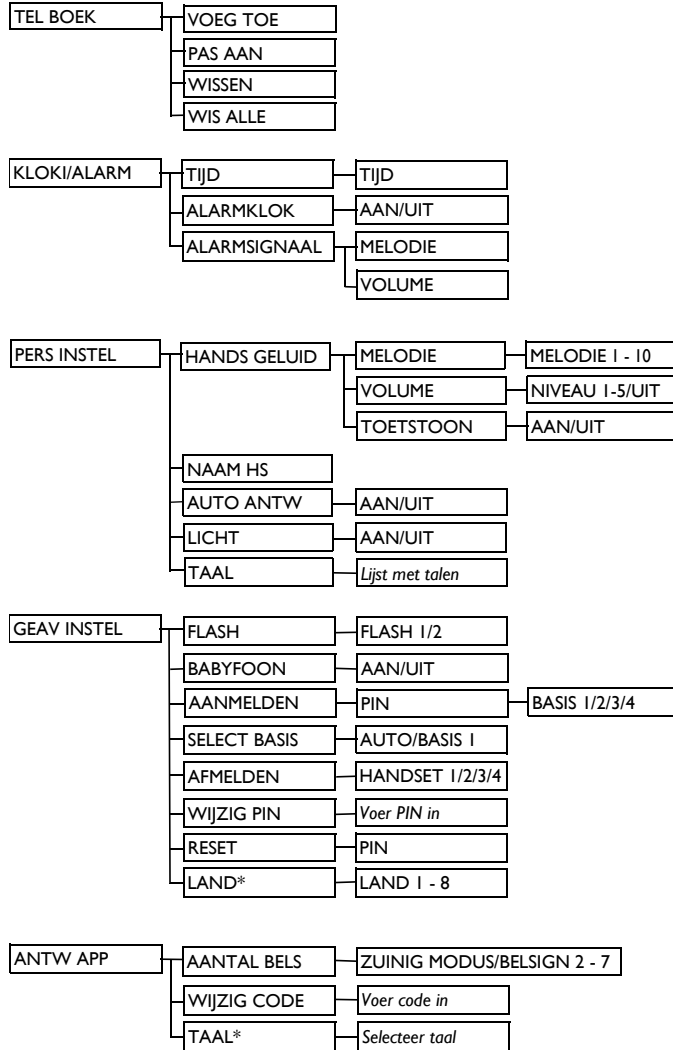 TEL BOEK VOEG TOE
PAS AAN
WISSEN
WIS ALLE
KLOKI/ALARM TIJD TIJD
ALARMKLOK AAN/UIT
ALARMSIGNAAL MELODIE
VOLUME
PERS INSTEL HANDS GELUID MELODIE MELODIE 1 - 10
VOLUME NIVEAU 1-5/UIT
TOETSTOON AAN/UIT
NAAM HS
AUTO ANTW AAN/UIT
LICHT AAN/UIT
TAAL Lijst met talen
GEAV INSTEL FLASH FLASH 1/2
BABYFOON AAN/UIT
AANMELDEN PIN BASIS 1/2/3/4
SELECT BASIS AUTO/BASIS 1
AFMELDEN HANDSET 1/2/3/4
WIJZIG PIN Voer PIN in
RESET PIN
LAND* LAND 1 - 8
ANTW APP AANTAL BELS ZUINIG MODUS/BELSIGN 2 - 7
WIJZIG CODE Voer code in
TAAL* Selecteer taal